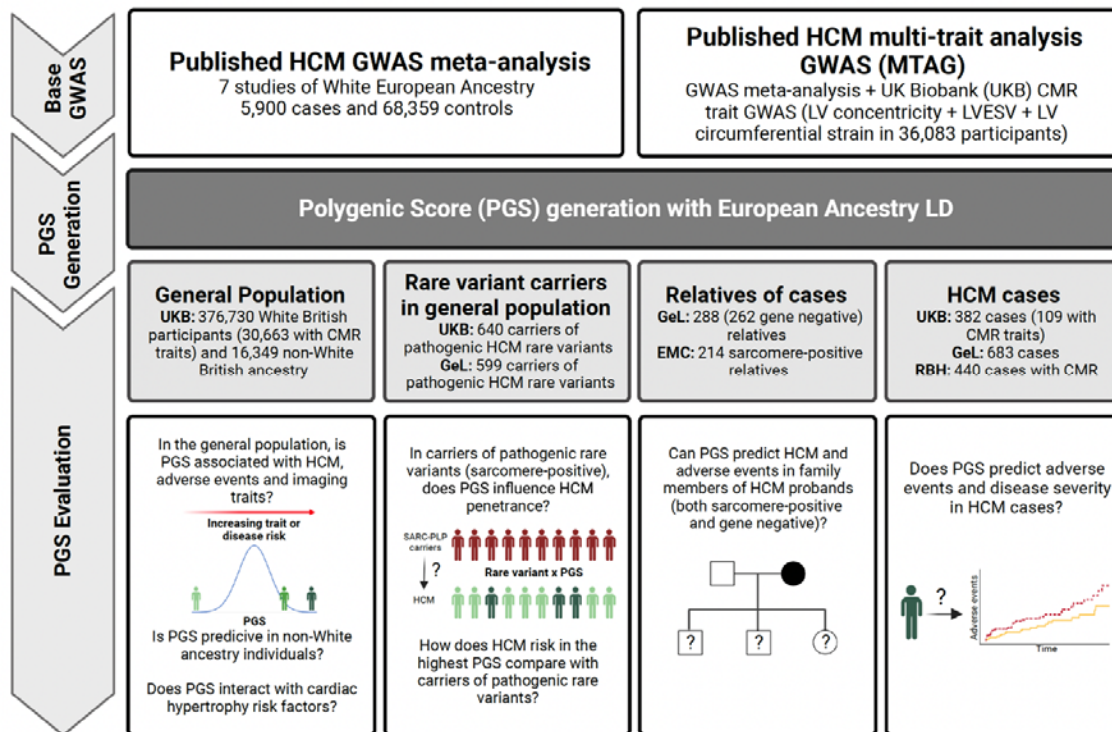 Base
GWAS
Published HCM GWAS meta-analysis
7 studies of White European Ancestry
5,900 cases and 68,359 controls
Published HCM multi-trait analysis
GWAS (MTAG)
GWAS meta-analysis + UK Biobank (UKB) CMR
trait GWAS (LV concentricity + LVESV + LV
circumferential strain in 36,083 participants)
PGS
Generation
Polygenic Score (PGS) generation with European Ancestry LD
PGS Evaluation
General Population
UKB: 376,730 White British
participants (30,663 with CMR
traits) and 16,349 non-White
British ancestry
Rare variant carriers
in general population
UKB: 640 carriers of
pathogenic HCM rare variants
GeL: 599 carriers of
pathogenic HCM rare variants
Relatives of cases
GeL: 288 (262 gene negative)
relatives
EMC: 214 sarcomere-positive
relatives
HCM cases
UKB: 382 cases (109 with
CMR traits)
GeL: 683 cases
RBH: 440 cases with CMR
In the general population, is
PGS associated with HCM,
adverse events and imaging
traits?
Increasing trait or
disease risk
PGS
Is PGS predicive in non-White
ancestry individuals?
Does PGS interact with cardiac
hypertrophy risk factors?
In carriers of pathogenic rare
variants (sarcomere-positive),
does PGS influence HCM
penetrance?
SARC-PLP
carriers
?
Rare variant x PGS
HCM
How does HCM risk in the
highest PGS compare with
carriers of pathogenic rare
variants?
Can PGS predict HCM and
adverse events in family
members of HCM probands
(both sarcomere-positive
and gene negative)?
? ? ?
Does PGS predict adverse
events and disease severity
in HCM cases?
?
Adverse events
Time